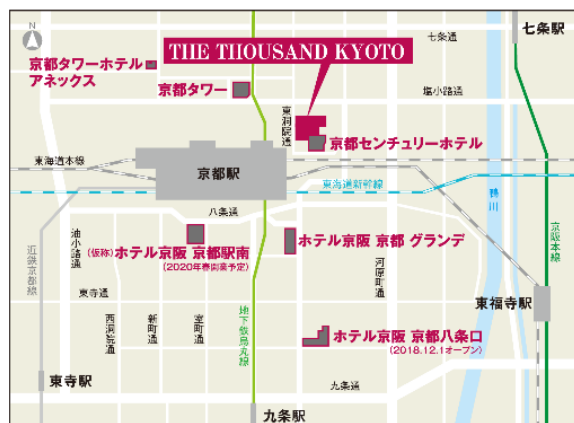 N
七条駅
七条通
THE THOUSAND KYOTO
京都タワーホテル
アネックス
京都タワー
塩小路通
東洞院通
京都センチュリーホテル
東海道本線
京都駅
東海道新幹線
鴨川
八条通
油小路通
(仮称)ホテル京阪 京都駅南
(2020年春開業予定)
ホテル京阪 京都 グランデ
河原町通
京阪本線
近鉄京都線
東寺通
西洞院通
新町通
室町通
地下鉄烏丸線
東福寺駅
ホテル京阪 京都八条口
(2018.12.1オープン)
東寺駅
九条通
九条駅